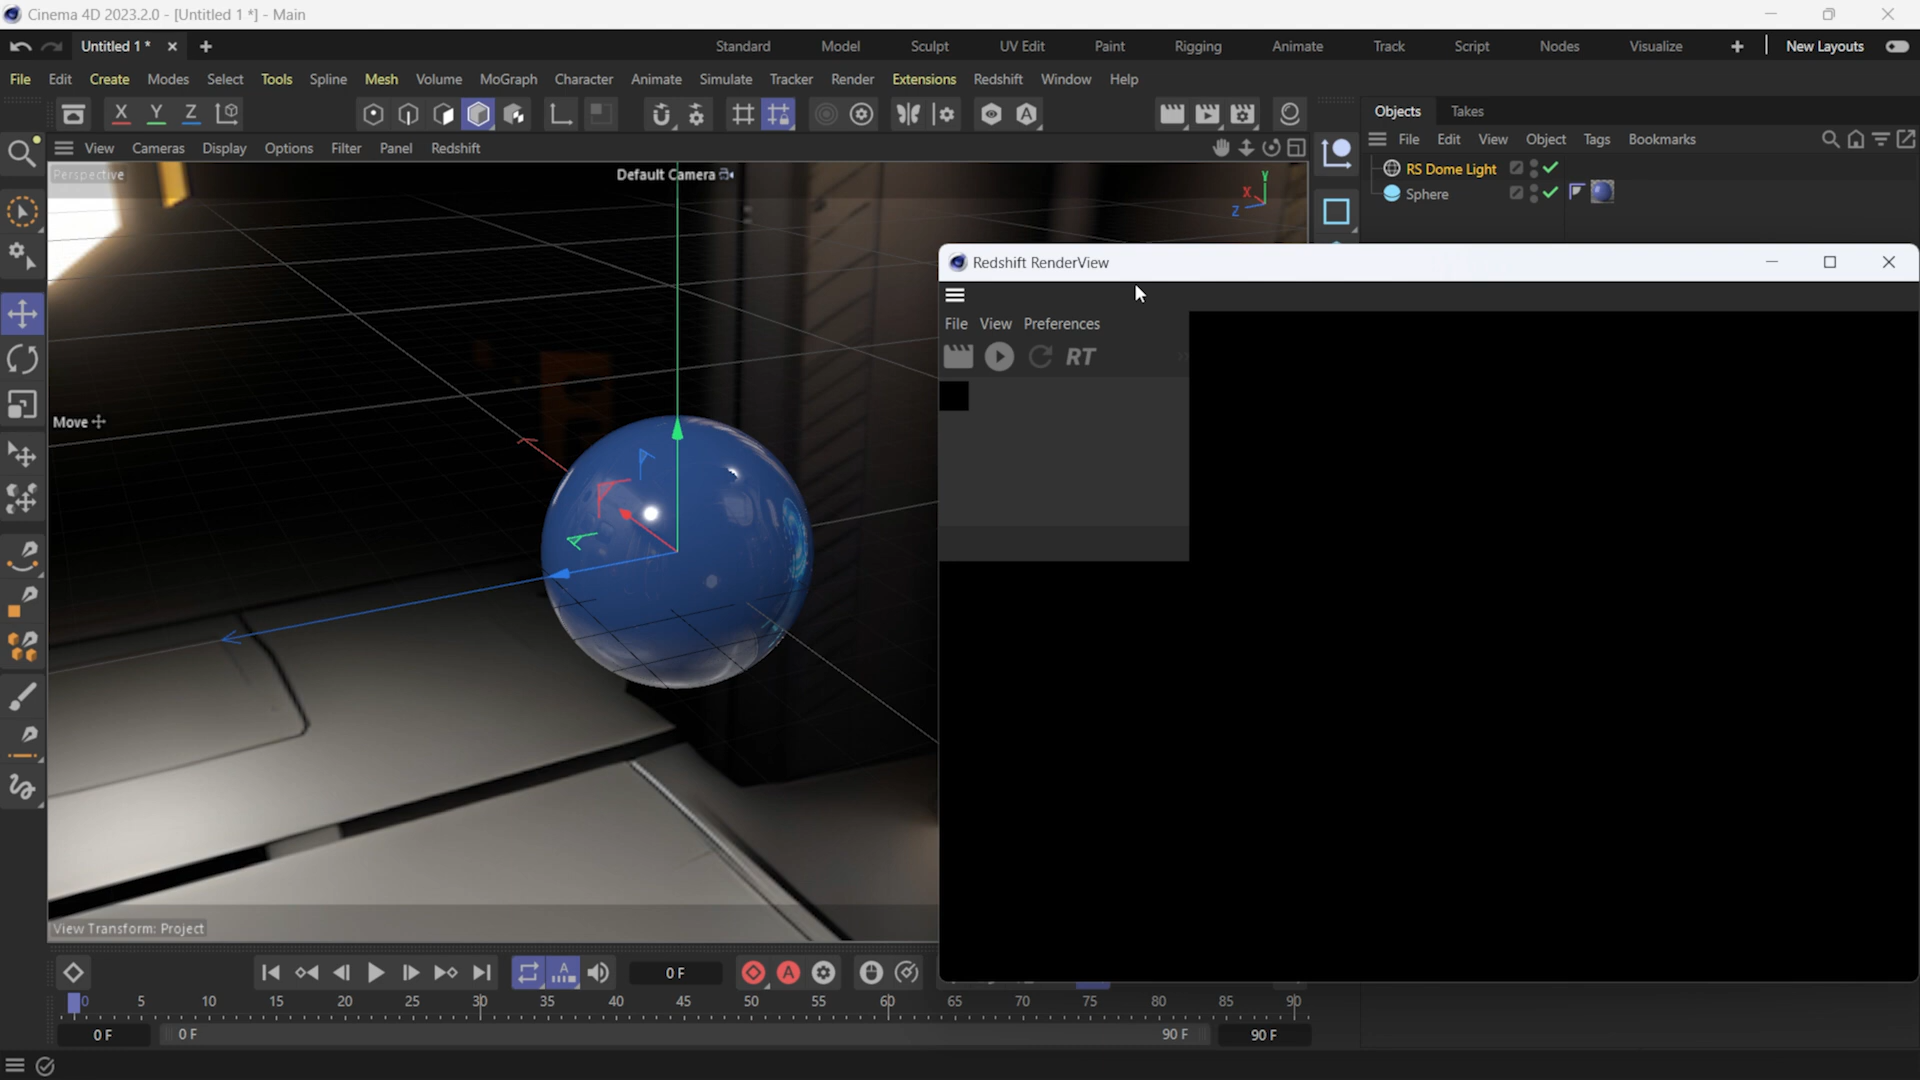 Cinema 4D 2023.2.0 - [Untitled 1 *] - Main
Untitled 1 *
Standard Model Sculpt UV Edit Paint Rigging Animate Track Script Nodes Visualize New Layouts
File Edit Create Modes Select Tools Spline Mesh Volume MoGraph Character Animate Simulate Tracker Render Extensions Redshift Window Help
X Y Z
A
Objects Takes
File Edit View Object Tags Bookmarks
View Cameras Display Options Filter Panel Redshift
RS Dome Light
Sphere
Perspective
Default Camera
Y
X
Z
Redshift RenderView
File View Preferences
RT
Move
View Transform: Project
A
0 F
A
0 5 10 15 20 25 30 35 40 45 50 55 60 65 70 75 80 85 90
0 F 0 F 90 F 90 F